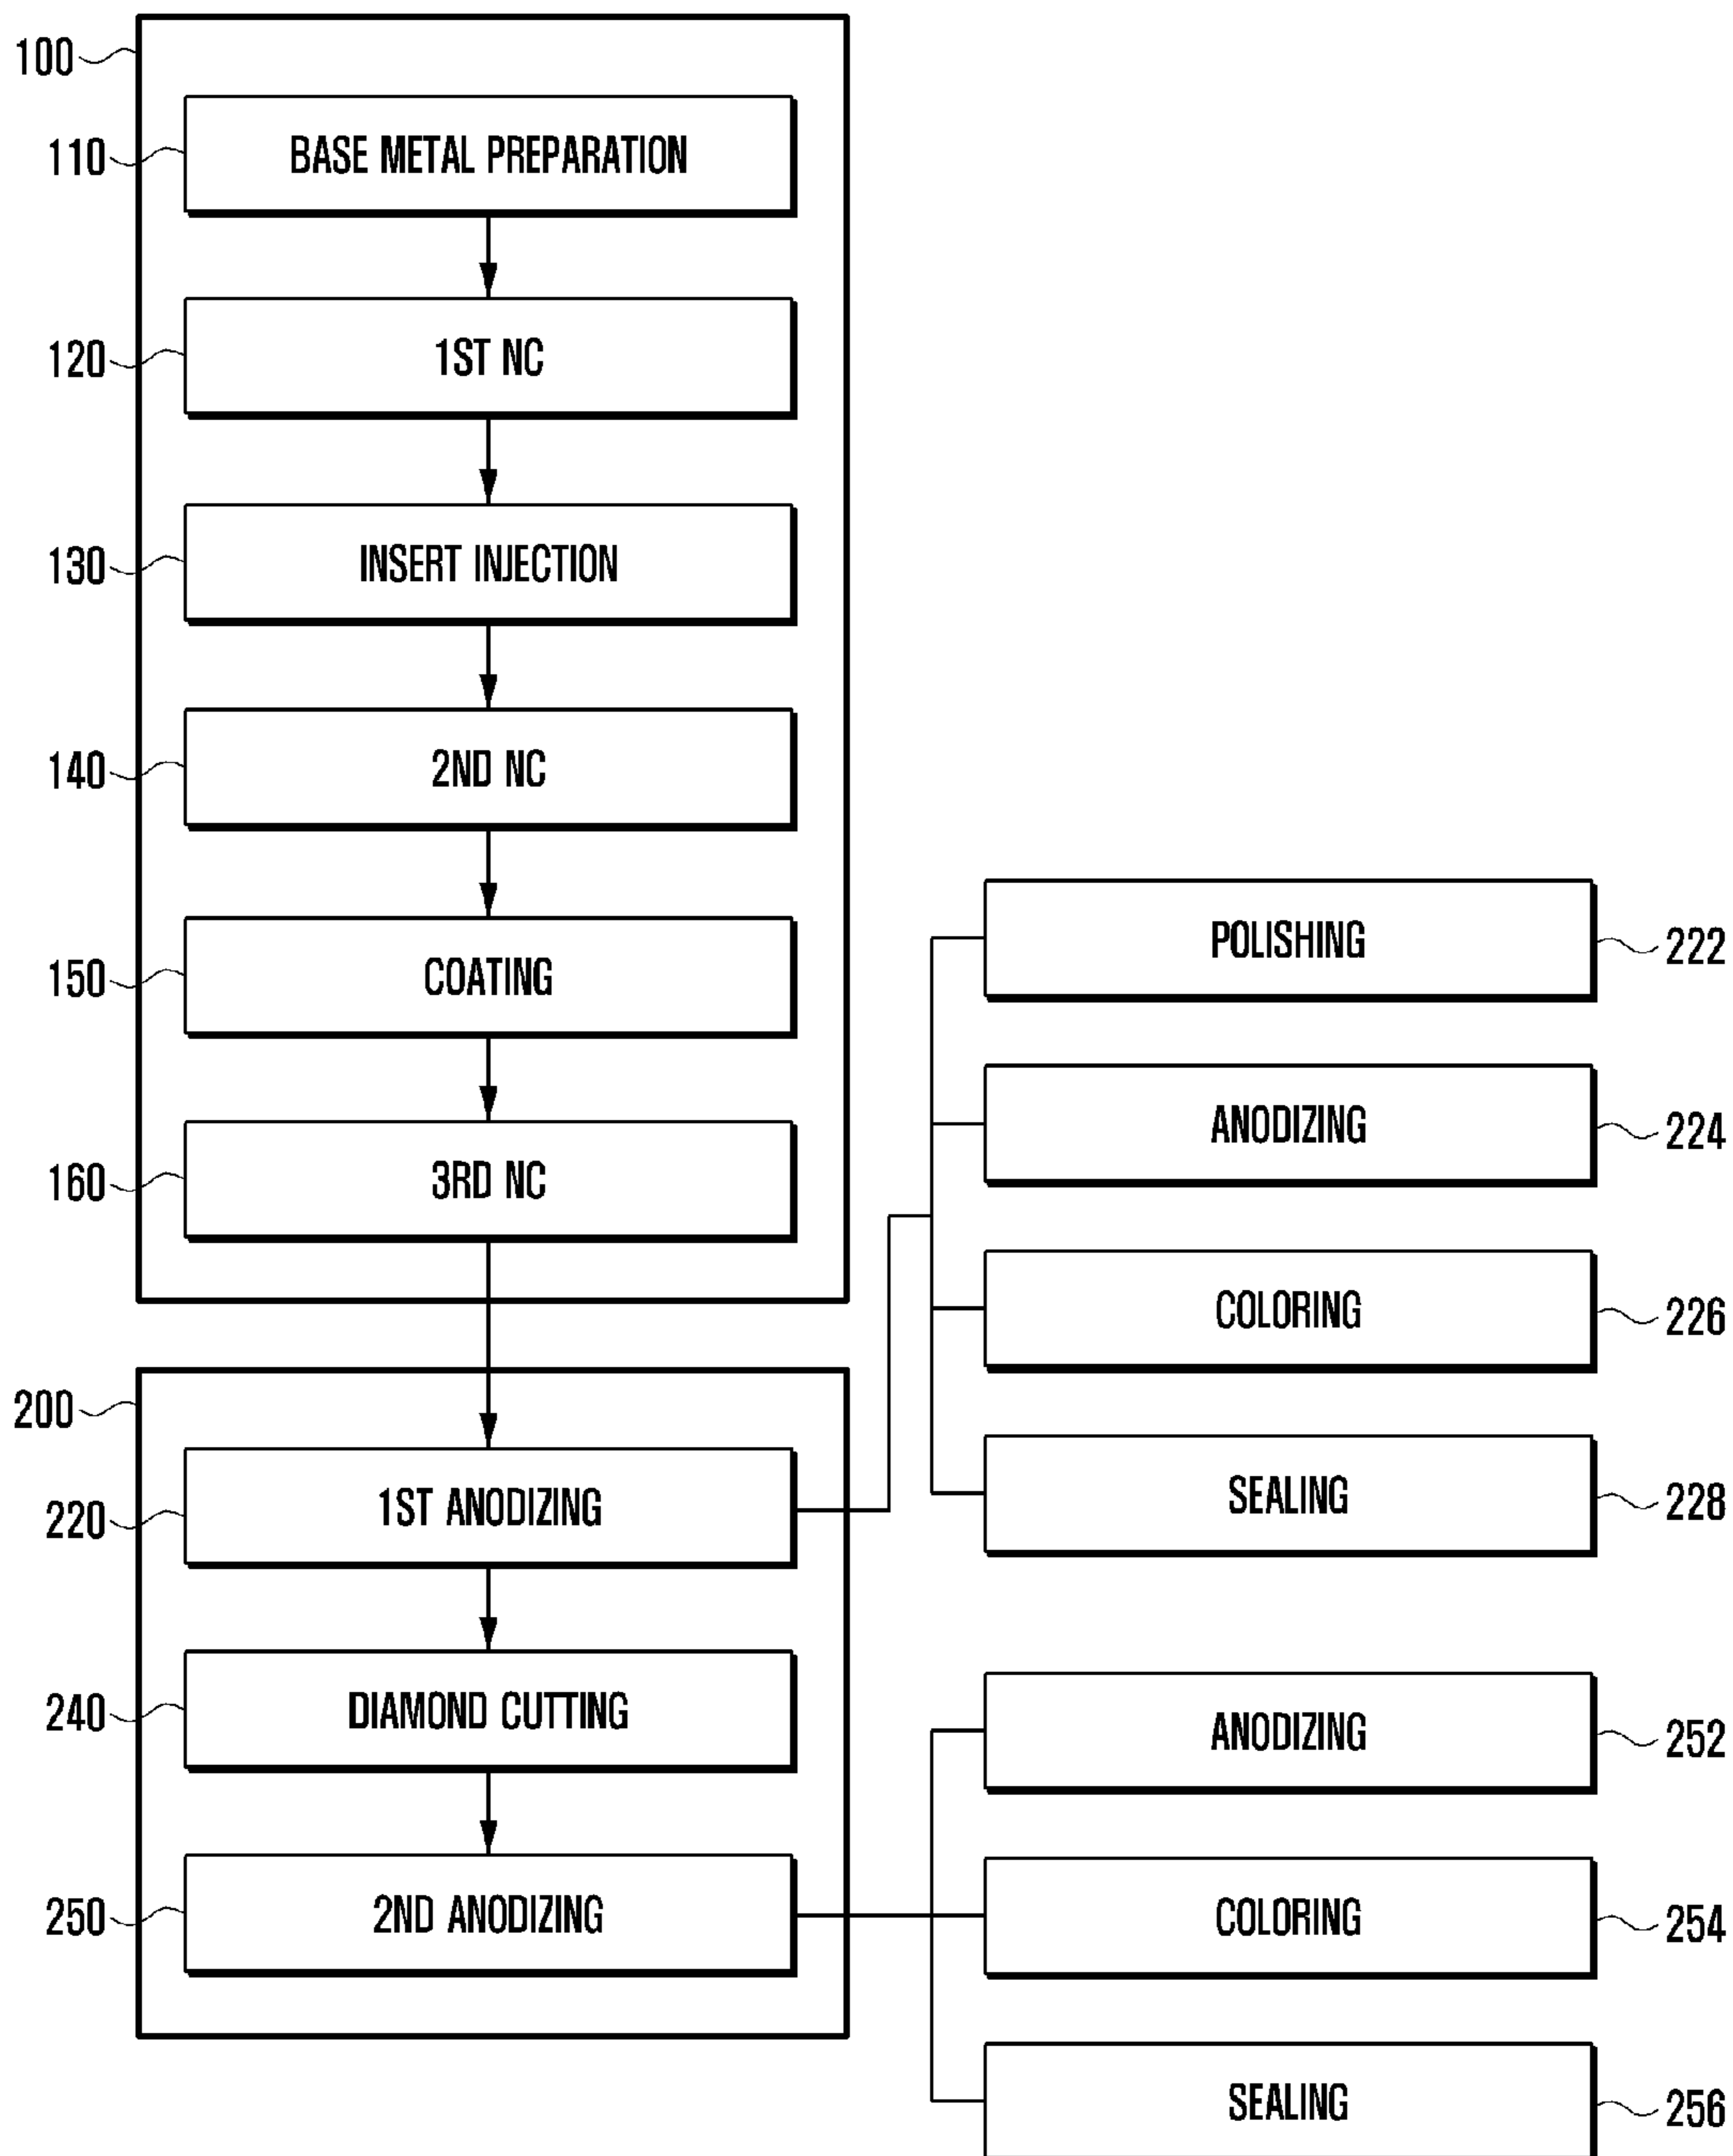 100
110 BASE METAL PREPARATION
120 1ST NC
130 INSERT INJECTION
140 2ND NC
150 COATING
160 3RD NC
POLISHING 222
ANODIZING 224
COLORING 226
SEALING 228
200
220 1ST ANODIZING
240 DIAMOND CUTTING
250 2ND ANODIZING
ANODIZING 252
COLORING 254
SEALING 256